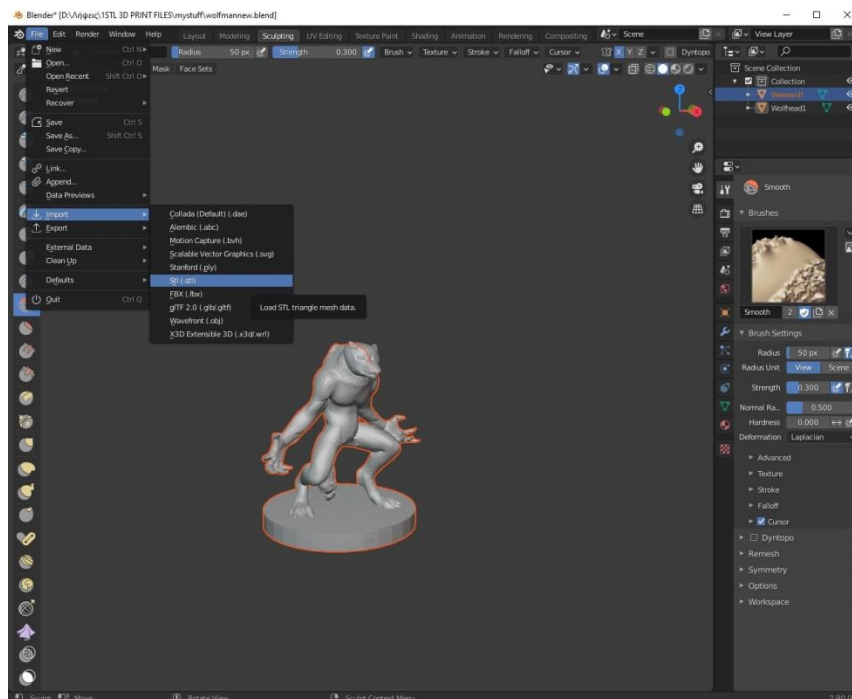 Blender* [D:\Λήψεις\1STL 3D PRINT FILES\mystuff\wolfmannew.blend]
File Edit Render Window Help Layout Modeling Sculpting UV Editing Texture Paint Shading Animation Rendering Compositing Scene View Layer
Radius 50 px Strength 0.300 Brush Texture Stroke Falloff Cursor X Y Z Dyntopo
Mask Face Sets
New Ctrl N
Open... Ctrl O
Open Recent Shift Ctrl O
Revert
Recover
Save Ctrl S
Save As... Shift Ctrl S
Save Copy...
Link...
Append...
Data Previews
Import
Export
External Data
Clean Up
Defaults
Quit Ctrl Q
Collada (Default) (.dae)
Alembic (.abc)
Motion Capture (.bvh)
Scalable Vector Graphics (.svg)
Stanford (.ply)
Stl (.stl)
FBX (.fbx)
glTF 2.0 (.glb/.gltf)
Wavefront (.obj)
X3D Extensible 3D (.x3d/.wrl)
Load STL triangle mesh data.
Z
Scene Collection
Collection
Werewolf
Wolfhead1
Smooth
Brushes
Smooth 2
Brush Settings
Radius 50 px
Radius Unit View Scene
Strength 0.300
Normal Ra... 0.500
Hardness 0.000
Deformation Laplacian
Advanced
Texture
Stroke
Falloff
Cursor
Dyntopo
Remesh
Symmetry
Options
Workspace
Sculpt Move Rotate View Sculpt Context Menu